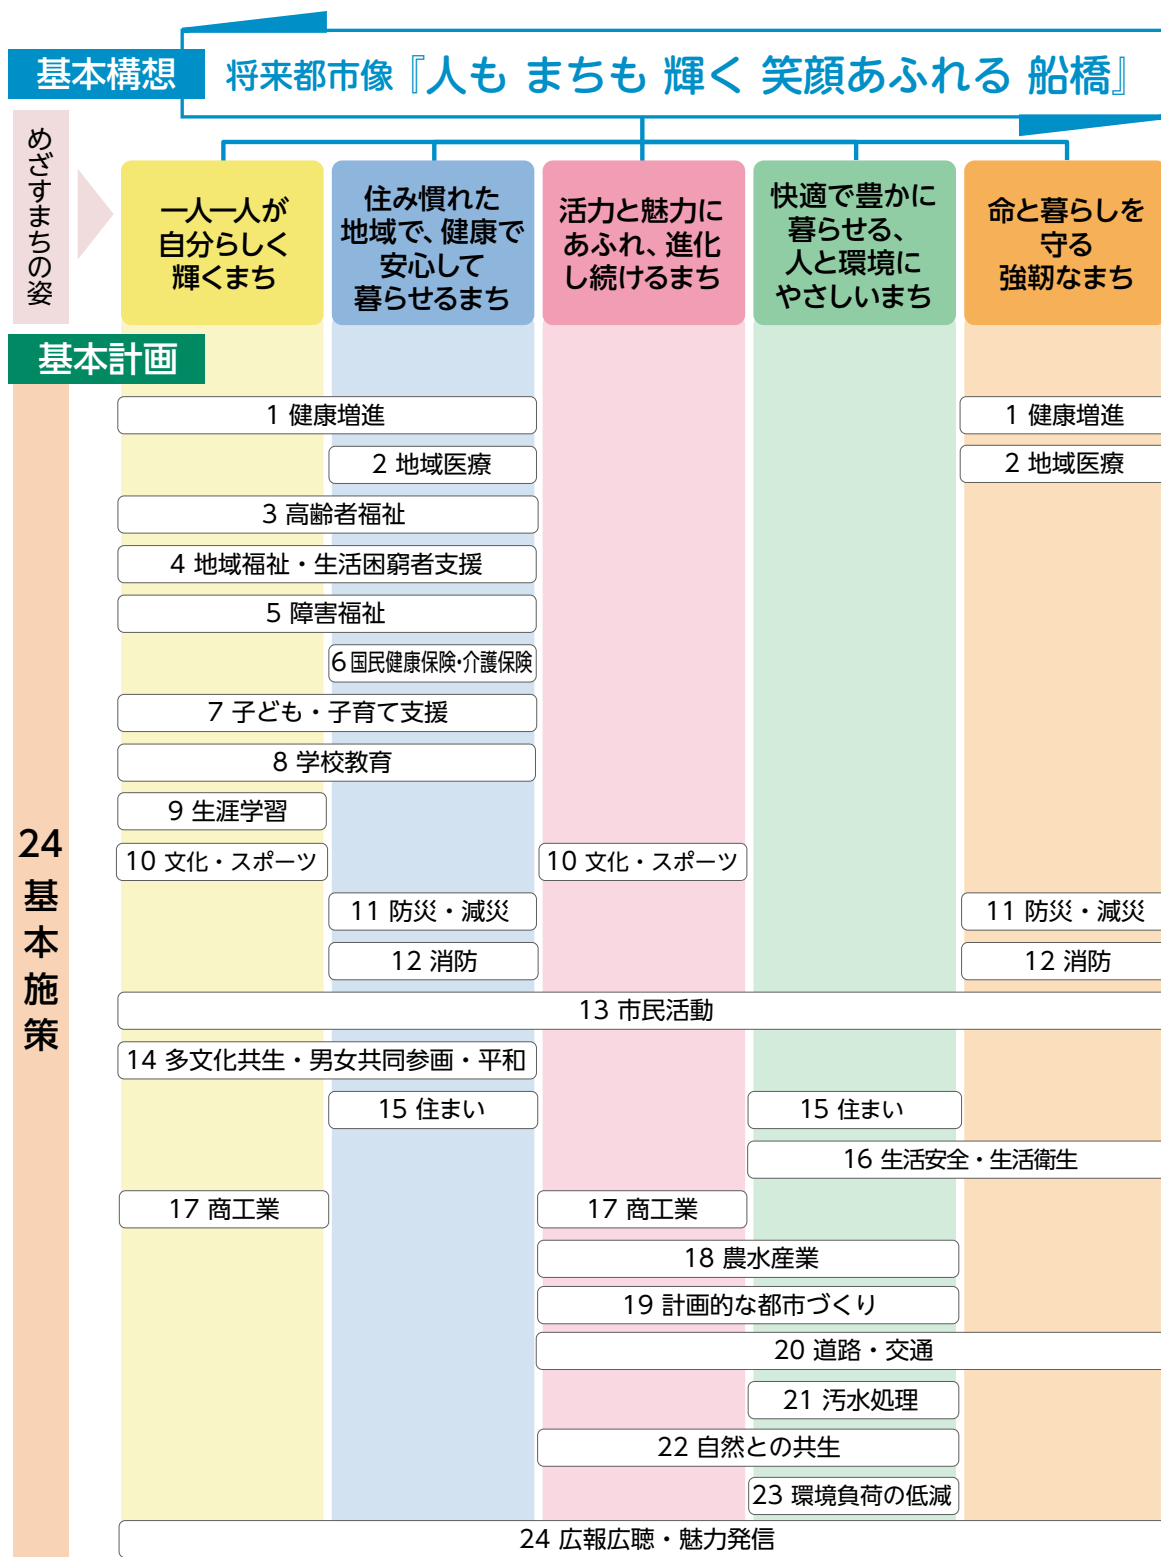 基本構想
将来都市像『人も まちも 輝く 笑顔あふれる 船橋』
めざすまちの姿
一人一人が
自分らしく
輝くまち
住み慣れた
地域で、健康で
安心して
暮らせるまち
活力と魅力に
あふれ、進化
し続けるまち
快適で豊かに
暮らせる、
人と環境に
やさしいまち
命と暮らしを
守る
強靭なまち
基本計画
24基本施策
1 健康増進
1 健康増進
2 地域医療
2 地域医療
3 高齢者福祉
4 地域福祉・生活困窮者支援
5 障害福祉
6 国民健康保険・介護保険
7 子ども・子育て支援
8 学校教育
9 生涯学習
10 文化・スポーツ
10 文化・スポーツ
11 防災・減災
11 防災・減災
12 消防
12 消防
13 市民活動
14 多文化共生・男女共同参画・平和
15 住まい
15 住まい
16 生活安全・生活衛生
17 商工業
17 商工業
18 農水産業
19 計画的な都市づくり
20 道路・交通
21 汚水処理
22 自然との共生
23 環境負荷の低減
24 広報広聴・魅力発信